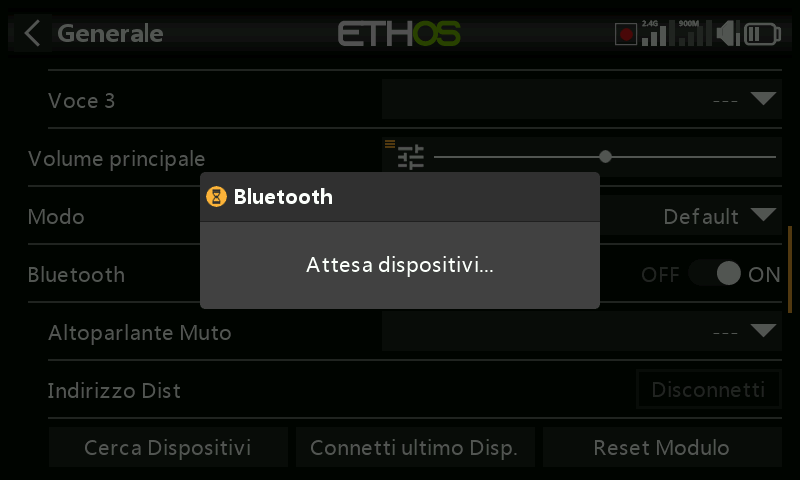 Generale
ETHOS
2.4G
900M
Voce 3
---
Volume principale
Modo
Default
Bluetooth
Attesa dispositivi...
Bluetooth
OFF
ON
Altoparlante Muto
---
Indirizzo Dist
Disconnetti
Cerca Dispositivi
Connetti ultimo Disp.
Reset Modulo